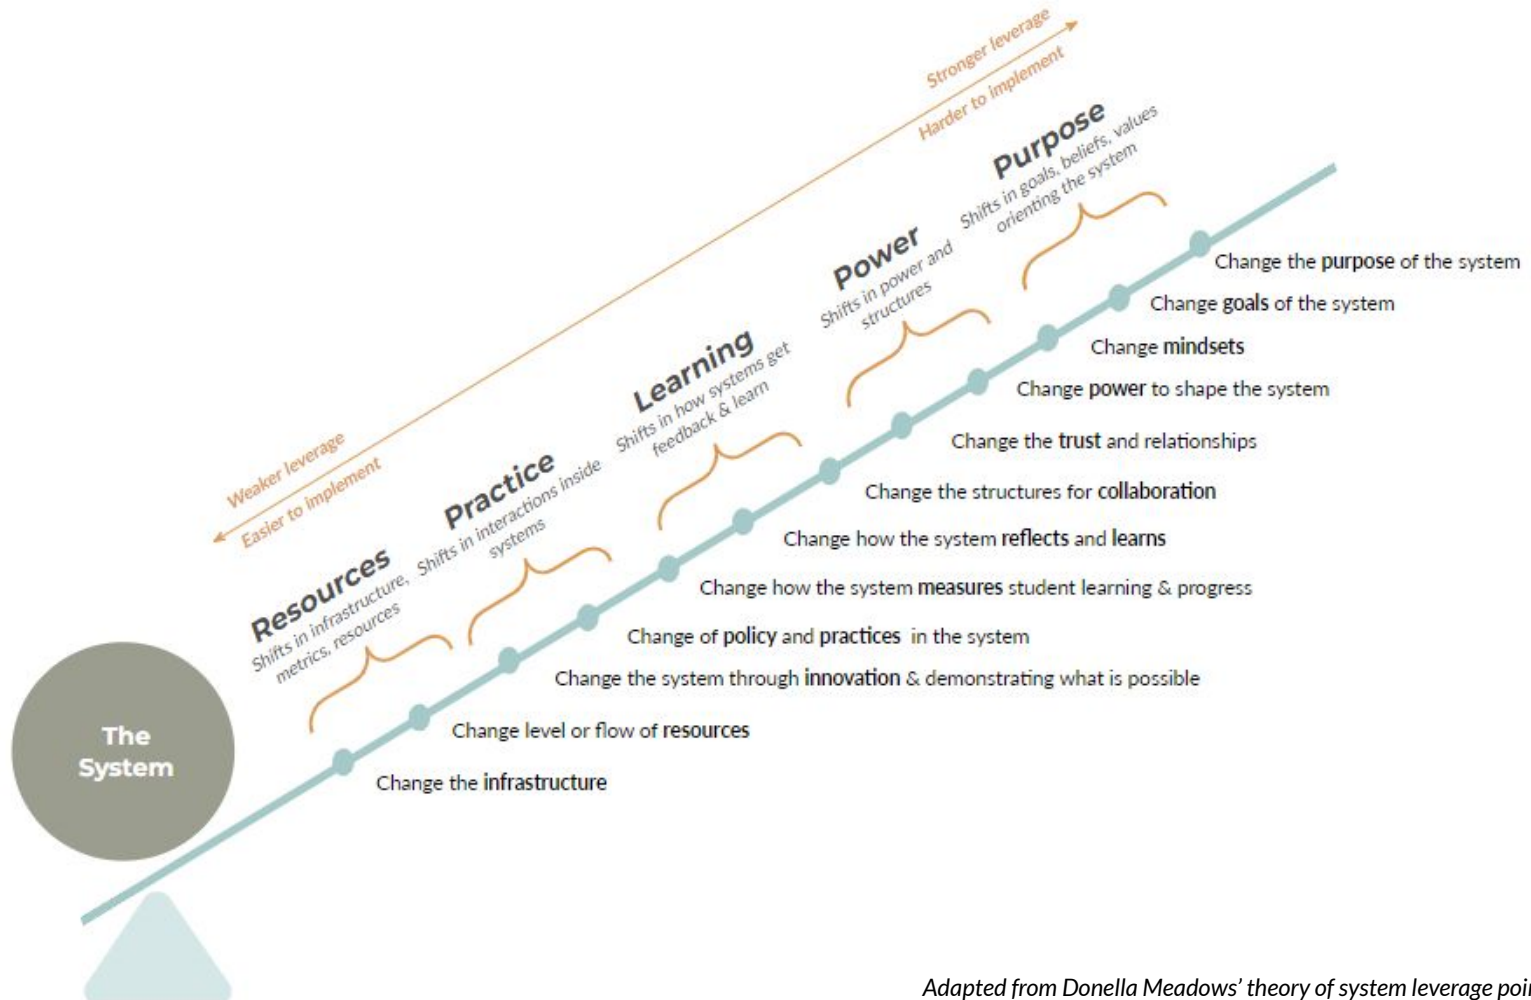 Stronger leverage
Harder to implement
Purpose
Shifts in goals, beliefs, values
orienting the system
Power
Shifts in power and
structures
Learning
Shifts in how systems get
feedback & learn
Weaker leverage
Easier to implement
Practice
Shifts in interactions inside
systems
Resources
Shifts in infrastructure,
metrics, resources
The
System
Change the purpose of the system
Change goals of the system
Change mindsets
Change power to shape the system
Change the trust and relationships
Change the structures for collaboration
Change how the system reflects and learns
Change how the system measures student learning & progress
Change of policy and practices in the system
Change the system through innovation & demonstrating what is possible
Change level or flow of resources
Change the infrastructure
Adapted from Donella Meadows’ theory of system leverage